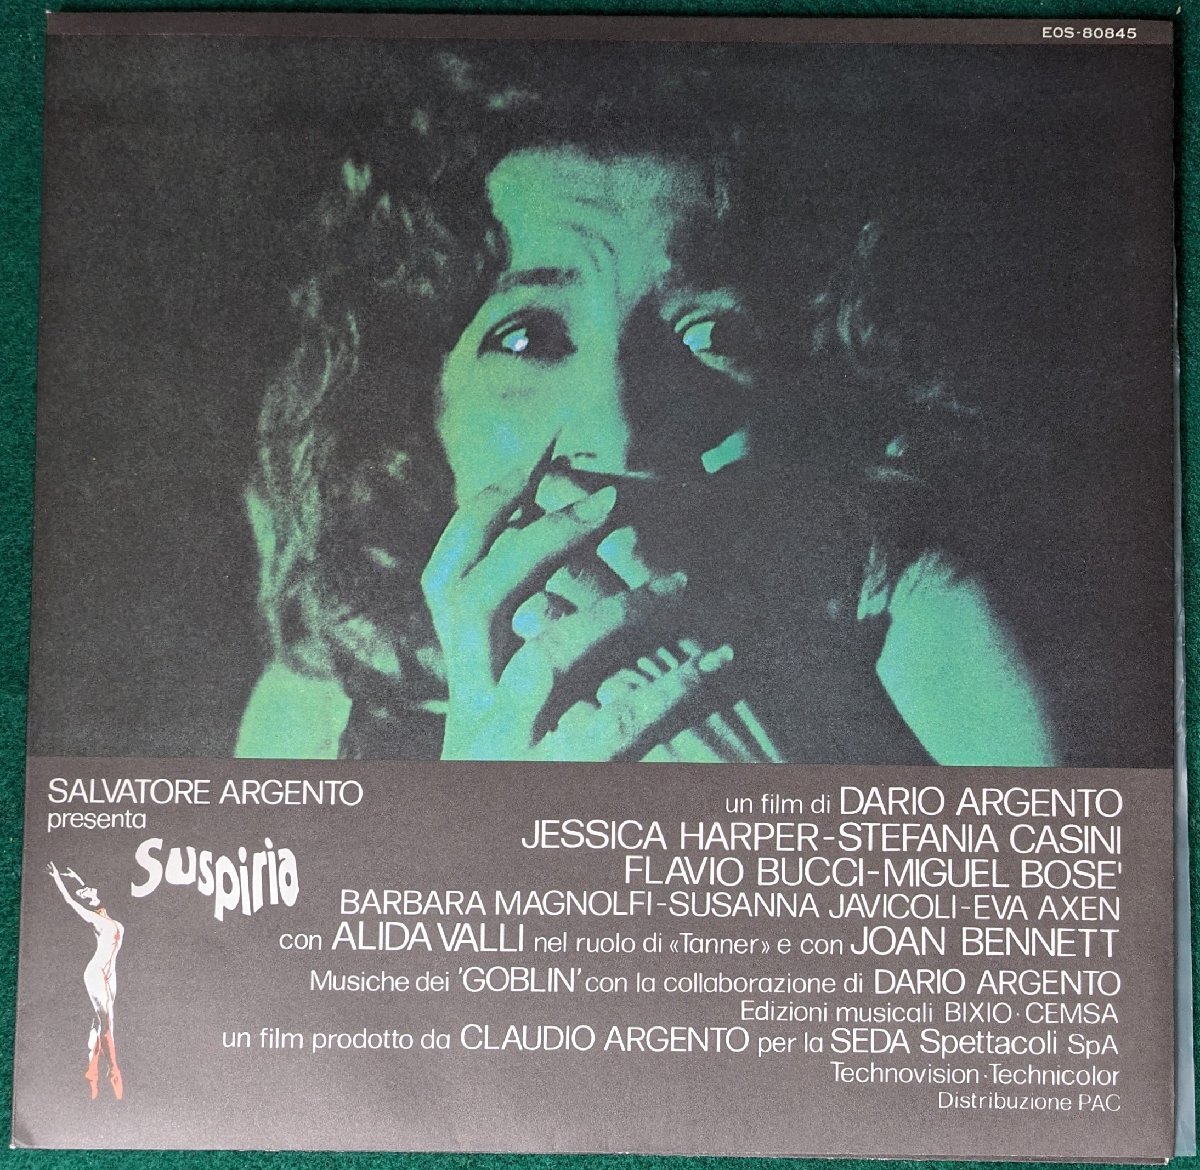 EOS-80845
SALVATORE ARGENTO
presenta
Suspiria
un film di DARIO ARGENTO
JESSICA HARPER-STEFANIA CASINI
FLAVIO BUCCI-MIGUEL BOSE'
BARBARA MAGNOLFI-SUSANNA JAVICOLI-EVA AXEN
con ALIDA VALLI nel ruolo di «Tanner» e con JOAN BENNETT
Musiche dei 'GOBLIN' con la collaborazione di DARIO ARGENTO
Edizioni musicali BIXIO·CEMSA
un film prodotto da CLAUDIO ARGENTO per la SEDA Spettacoli SpA
Technovision·Technicolor
Distribuzione PAC